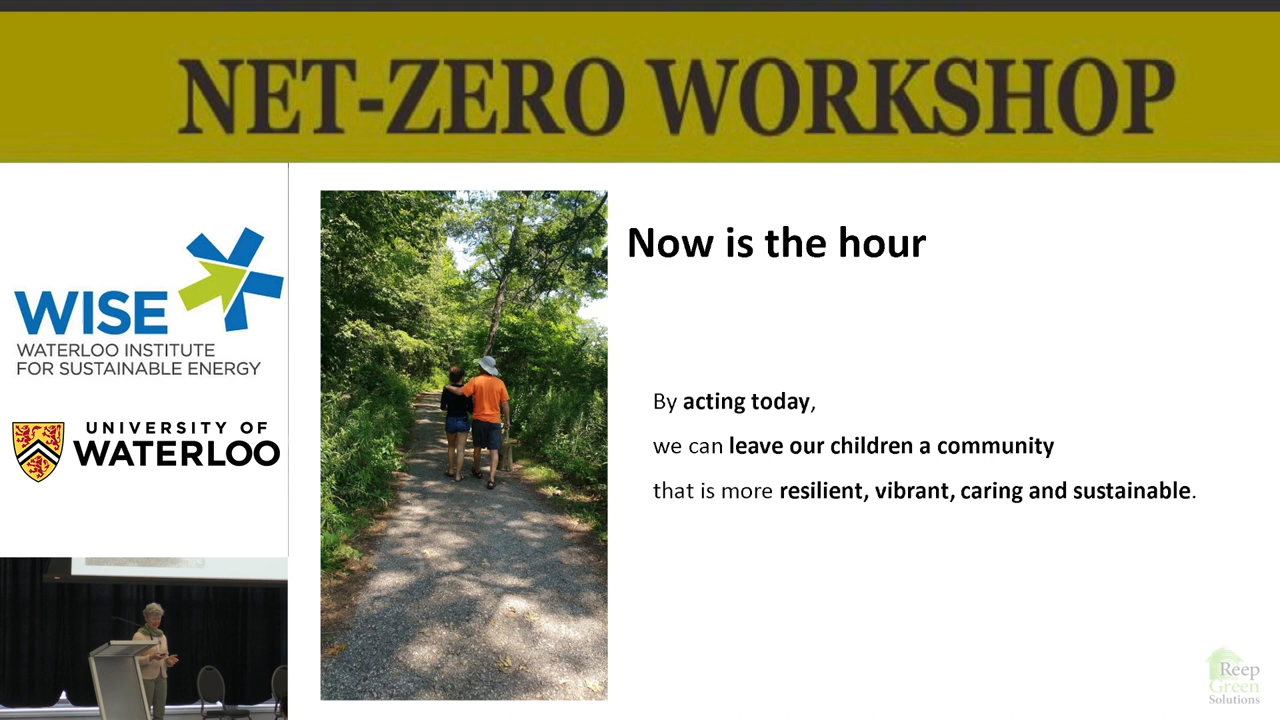 NET-ZERO WORKSHOP
WISE
WATERLOO INSTITUTE
FOR SUSTAINABLE ENERGY
UNIVERSITY OF
WATERLOO
Now is the hour
By acting today,
we can leave our children a community
that is more resilient, vibrant, caring and sustainable.
Reep
Green
Solutions